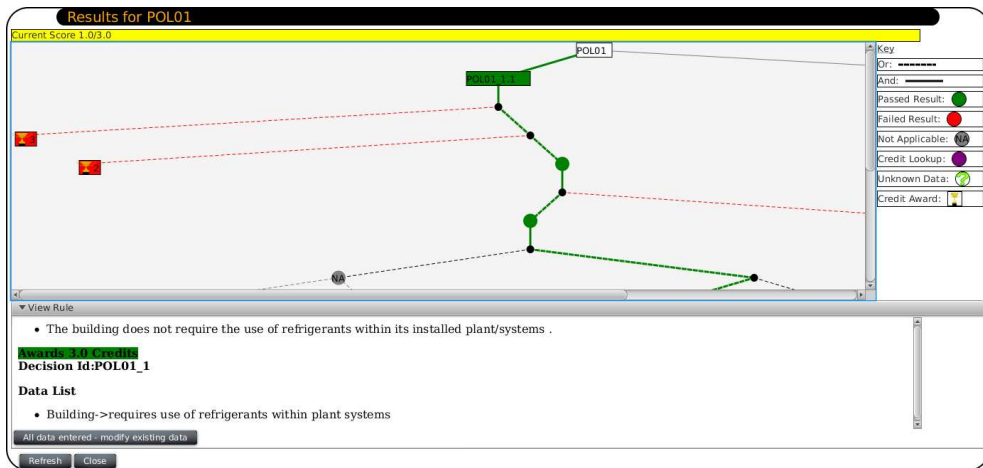 Results for POL01
Current Score 1.0/3.0
POL01
POL01_1.1
3
2
NA
Key
Or:
And:
Passed Result:
Failed Result:
Not Applicable: NA
Credit Lookup:
Unknown Data: ?
Credit Award:
View Rule
• The building does not require the use of refrigerants within its installed plant/systems .
Awards 3.0 Credits
Decision Id:POL01_1
Data List
• Building->requires use of refrigerants within plant systems
All data entered - modify existing data
Refresh Close